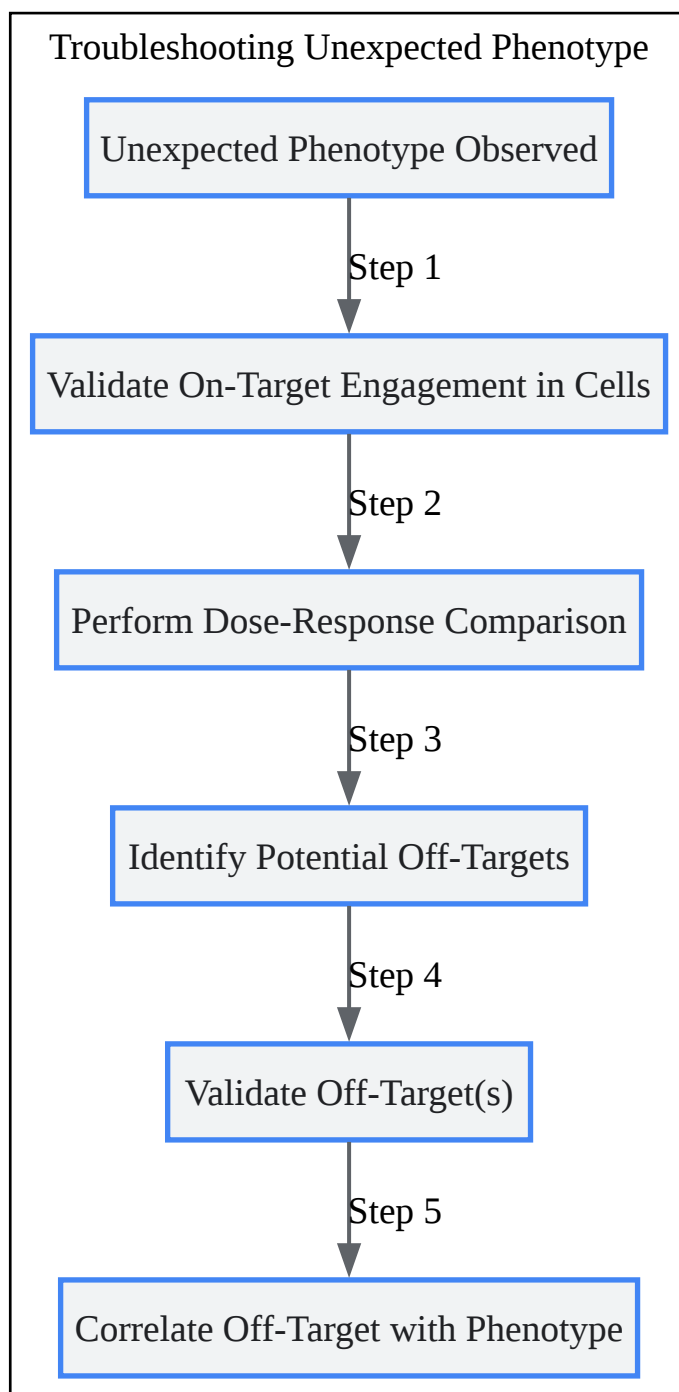 Troubleshooting Unexpected Phenotype
Unexpected Phenotype Observed
Step 1
Validate On-Target Engagement in Cells
Step 2
Perform Dose-Response Comparison
Step 3
Identify Potential Off-Targets
Step 4
Validate Off-Target(s)
Step 5
Correlate Off-Target with Phenotype